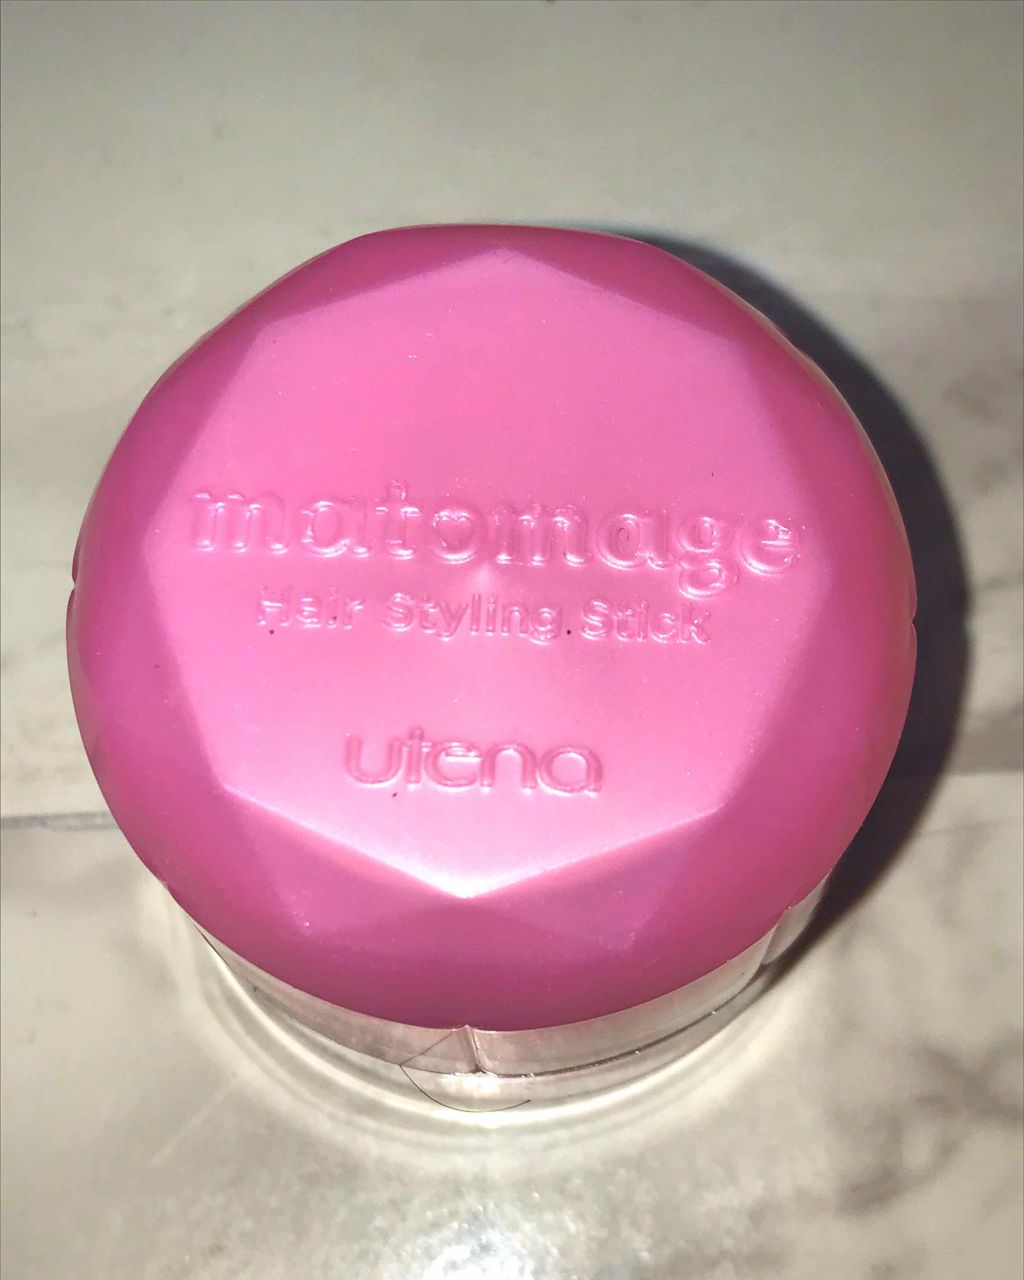 matomage
Hair Styling Stick
utena